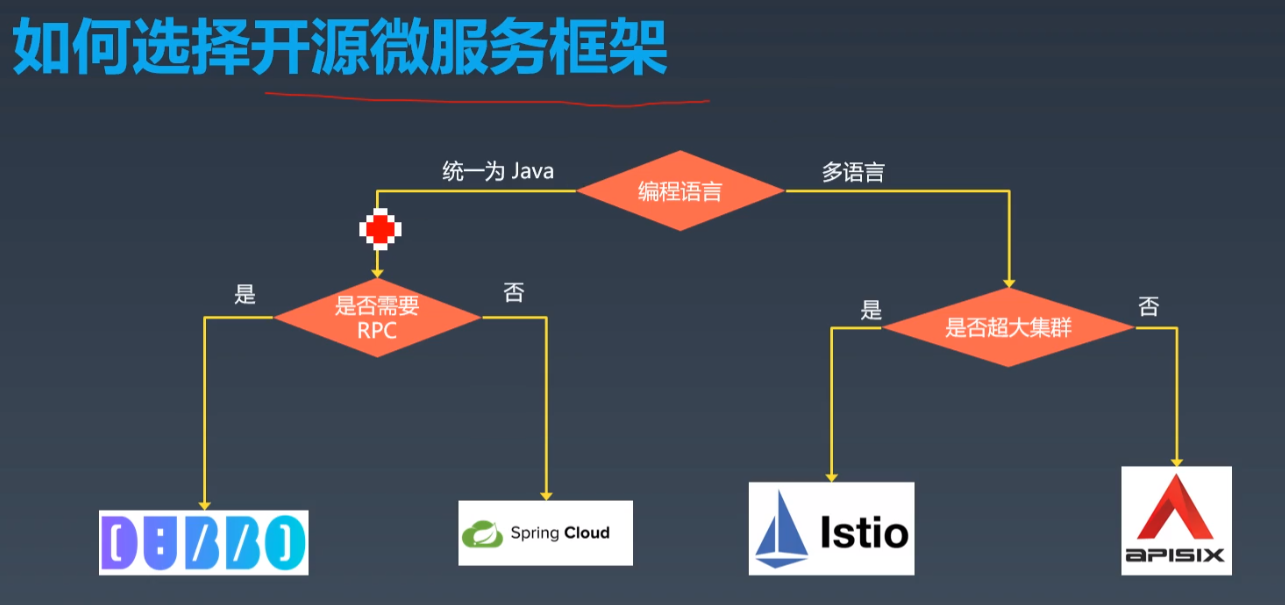 如何选择开源微服务框架
统一为 Java
编程语言
多语言
是
是否需要
RPC
否
是
是否超大集群
否
DUBBO
Spring Cloud
Istio
APISIX